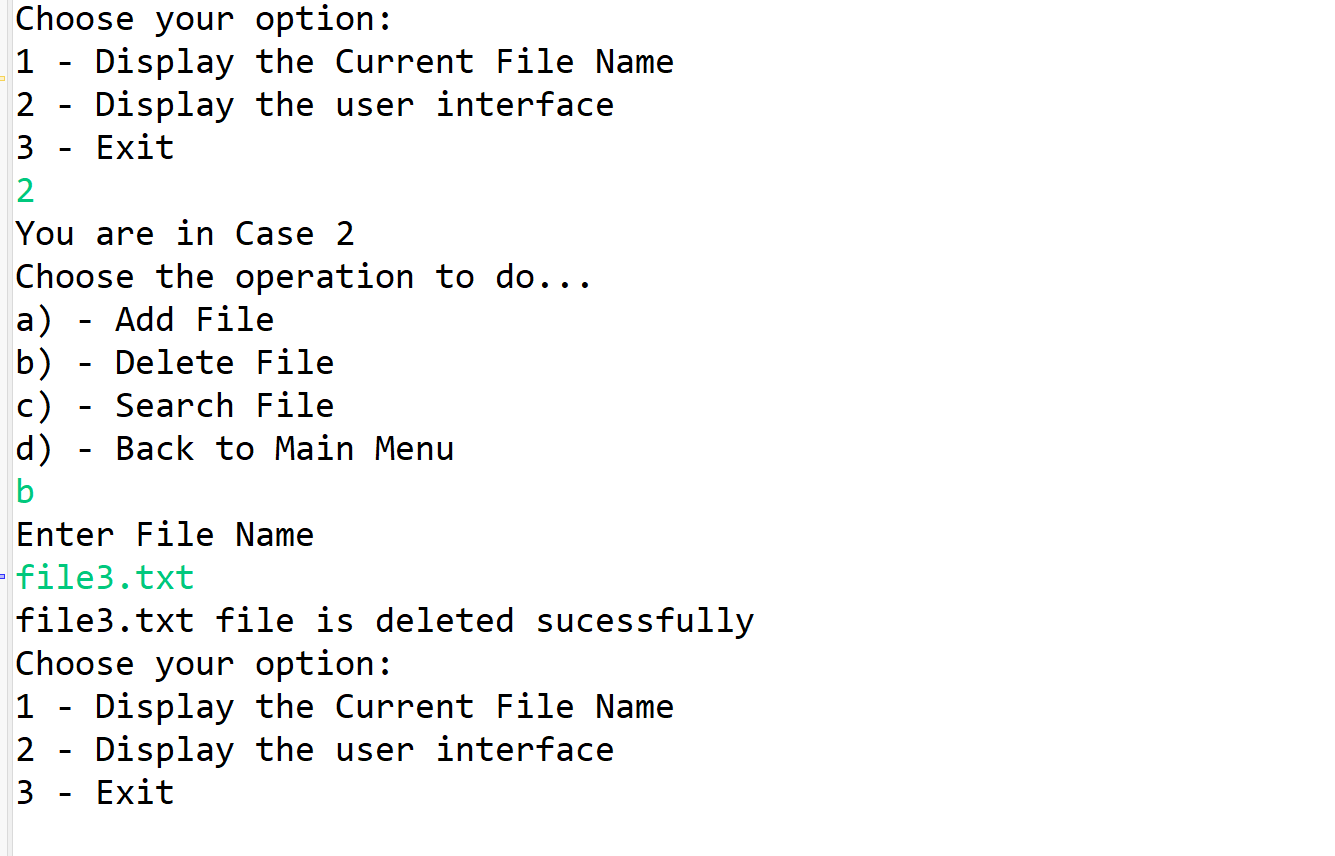 Choose your option:
1 - Display the Current File Name
2 - Display the user interface
3 - Exit
2
You are in Case 2
Choose the operation to do...
a) - Add File
b) - Delete File
c) - Search File
d) - Back to Main Menu
b
Enter File Name
file3.txt
file3.txt file is deleted sucessfully
Choose your option:
1 - Display the Current File Name
2 - Display the user interface
3 - Exit